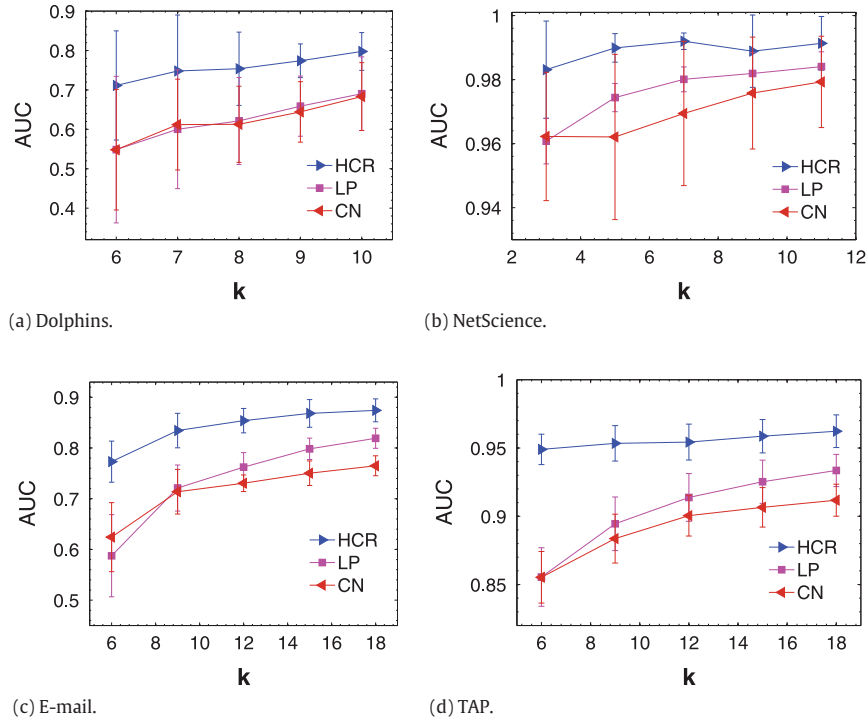 0.9
0.8
0.7
0.6
0.5
0.4
AUC
6 7 8 9 10
k
HCR
LP
CN
(a) Dolphins.
1
0.98
0.96
0.94
AUC
2 4 6 8 10 12
k
HCR
LP
CN
(b) NetScience.
0.9
0.8
0.7
0.6
0.5
AUC
6 8 10 12 14 16 18
k
HCR
LP
CN
(c) E-mail.
1
0.95
0.9
0.85
AUC
6 8 10 12 14 16 18
k
HCR
LP
CN
(d) TAP.